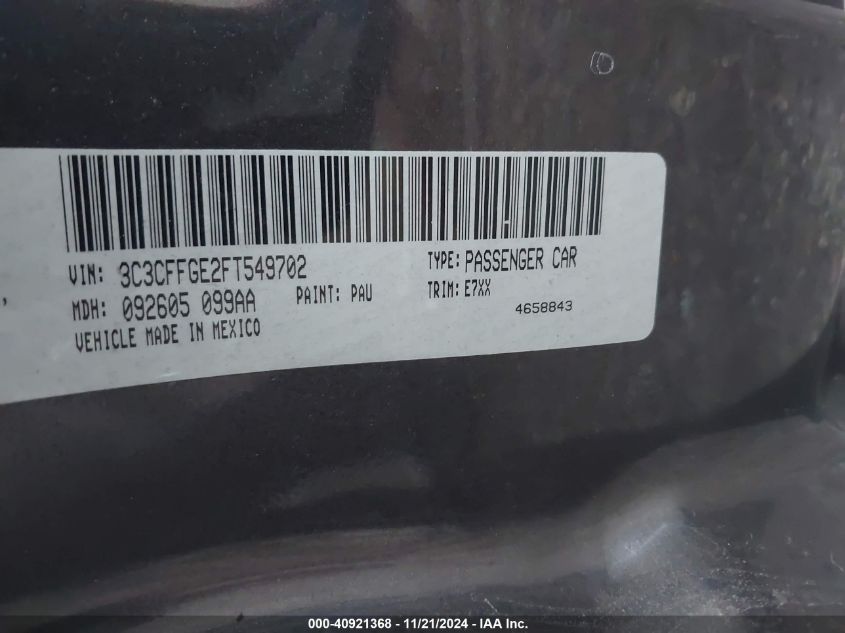 VIN: 3C3CFFGE2FT549702 TYPE: PASSENGER CAR
MDH: 092605 099AA PAINT: PAU TRIM: E7XX
VEHICLE MADE IN MEXICO 4658843
000-40921368 - 11/21/2024 - IAA Inc.